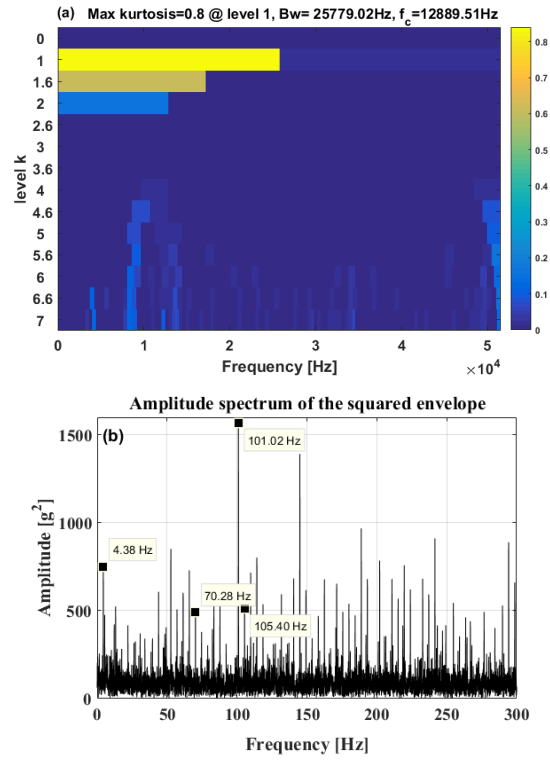 (a) Max kurtosis=0.8 @ level 1, Bw= 25779.02Hz, f_c=12889.51Hz
0
1
1.6
2
2.6
3
3.6
4
4.6
5
5.6
6
6.6
7
level k
0 1 2 3 4 5
×10^4
Frequency [Hz]
0.8
0.7
0.6
0.5
0.4
0.3
0.2
0.1
0
Amplitude spectrum of the squared envelope
(b)
1500
1000
500
0
Amplitude [g^2]
101.02 Hz
4.38 Hz
70.28 Hz
105.40 Hz
0 50 100 150 200 250 300
Frequency [Hz]